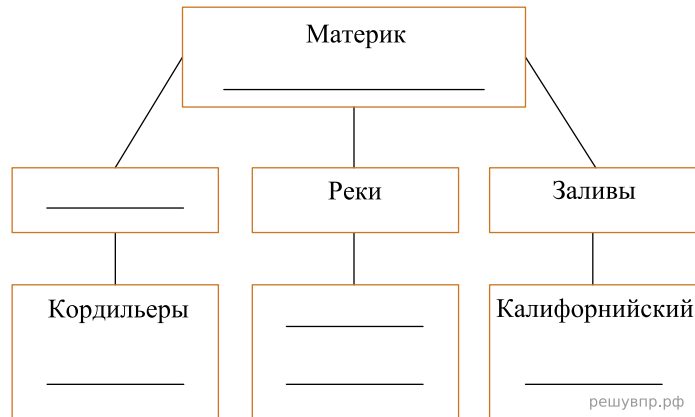 Материк
Реки
Заливы
Кордильеры
Калифорнийский
решувпр.рф